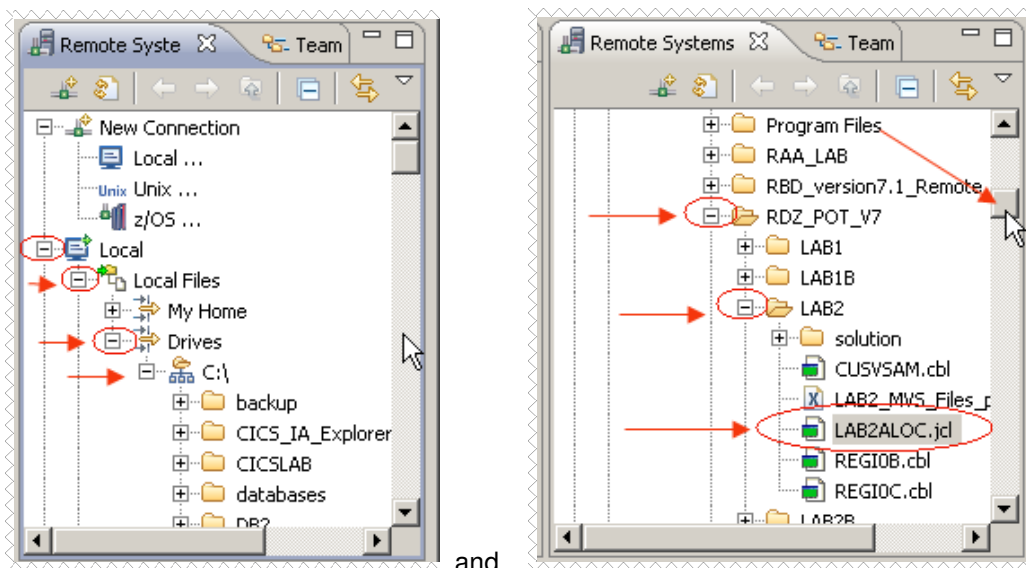 Remote Syste
Team
New Connection
Local ...
Unix Unix ...
z/OS ...
Local
Local Files
My Home
Drives
C:\
backup
CICS_IA_Explorer
CICSLAB
databases
DB2
and
Remote Systems
Team
Program Files
RAA_LAB
RBD_version7.1_Remote
RDZ_POT_V7
LAB1
LAB1B
LAB2
solution
CUSVSAM.cbl
LAB2_MVS_Files_p
LAB2ALOC.jcl
REGI0B.cbl
REGI0C.cbl
LAB2B